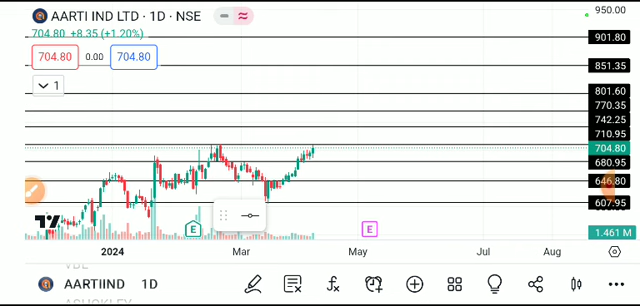 AARTI IND LTD · 1D · NSE
704.80 +8.35 (+1.20%)
704.80 0.00 704.80
1
950.00
901.80
851.35
801.60
770.35
742.25
710.95
704.80
680.95
646.80
607.95
1.461 M
E
E
2024 Mar May Jul Aug
AARTIIND 1D